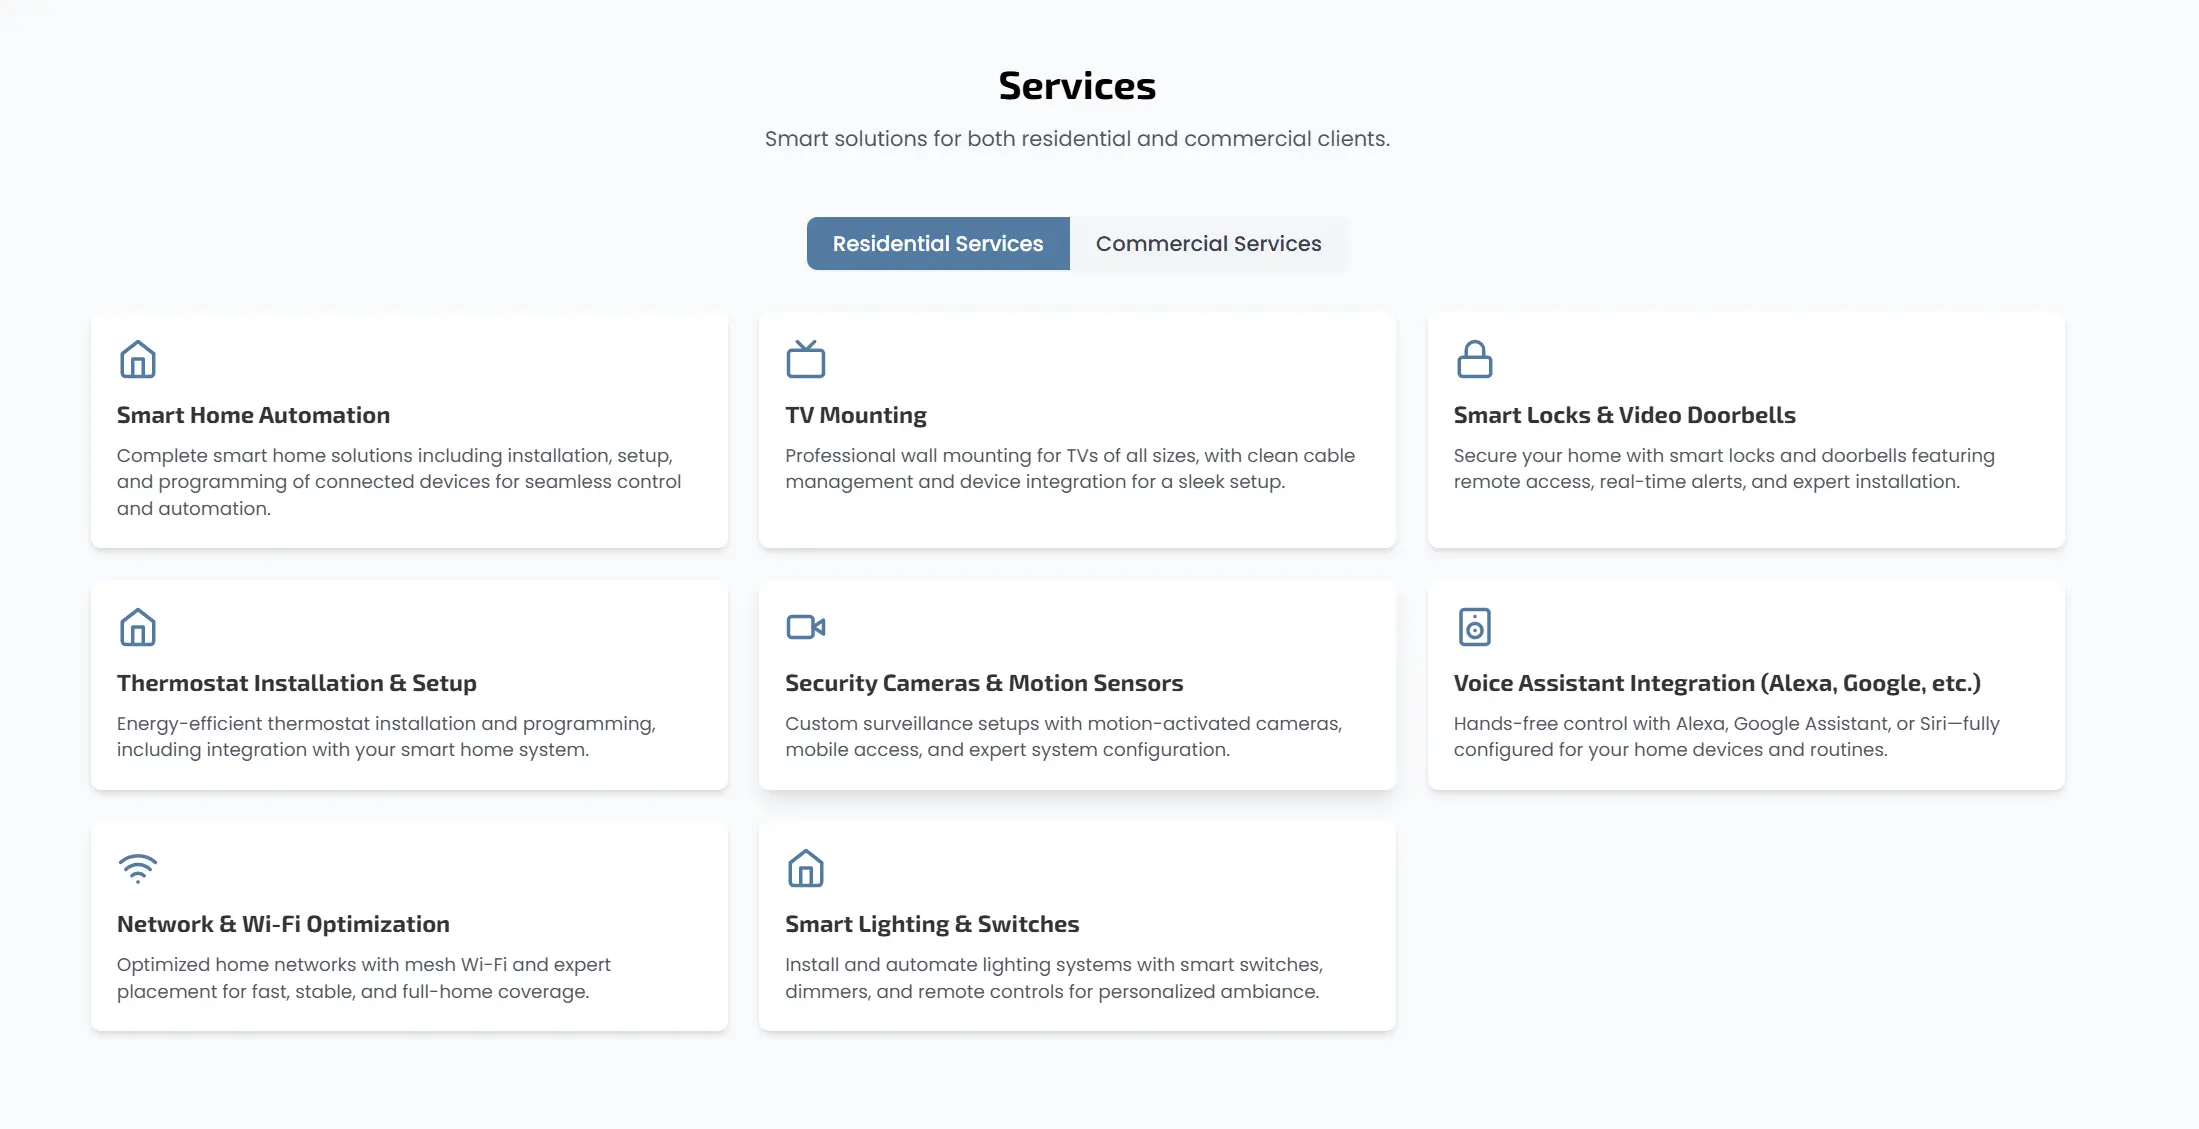 Services
Smart solutions for both residential and commercial clients.
Residential Services
Commercial Services
Smart Home Automation
Complete smart home solutions including installation, setup,
and programming of connected devices for seamless control
and automation.
TV Mounting
Professional wall mounting for TVs of all sizes, with clean cable
management and device integration for a sleek setup.
Smart Locks & Video Doorbells
Secure your home with smart locks and doorbells featuring
remote access, real-time alerts, and expert installation.
Thermostat Installation & Setup
Energy-efficient thermostat installation and programming,
including integration with your smart home system.
Security Cameras & Motion Sensors
Custom surveillance setups with motion-activated cameras,
mobile access, and expert system configuration.
Voice Assistant Integration (Alexa, Google, etc.)
Hands-free control with Alexa, Google Assistant, or Siri—fully
configured for your home devices and routines.
Network & Wi-Fi Optimization
Optimized home networks with mesh Wi-Fi and expert
placement for fast, stable, and full-home coverage.
Smart Lighting & Switches
Install and automate lighting systems with smart switches,
dimmers, and remote controls for personalized ambiance.